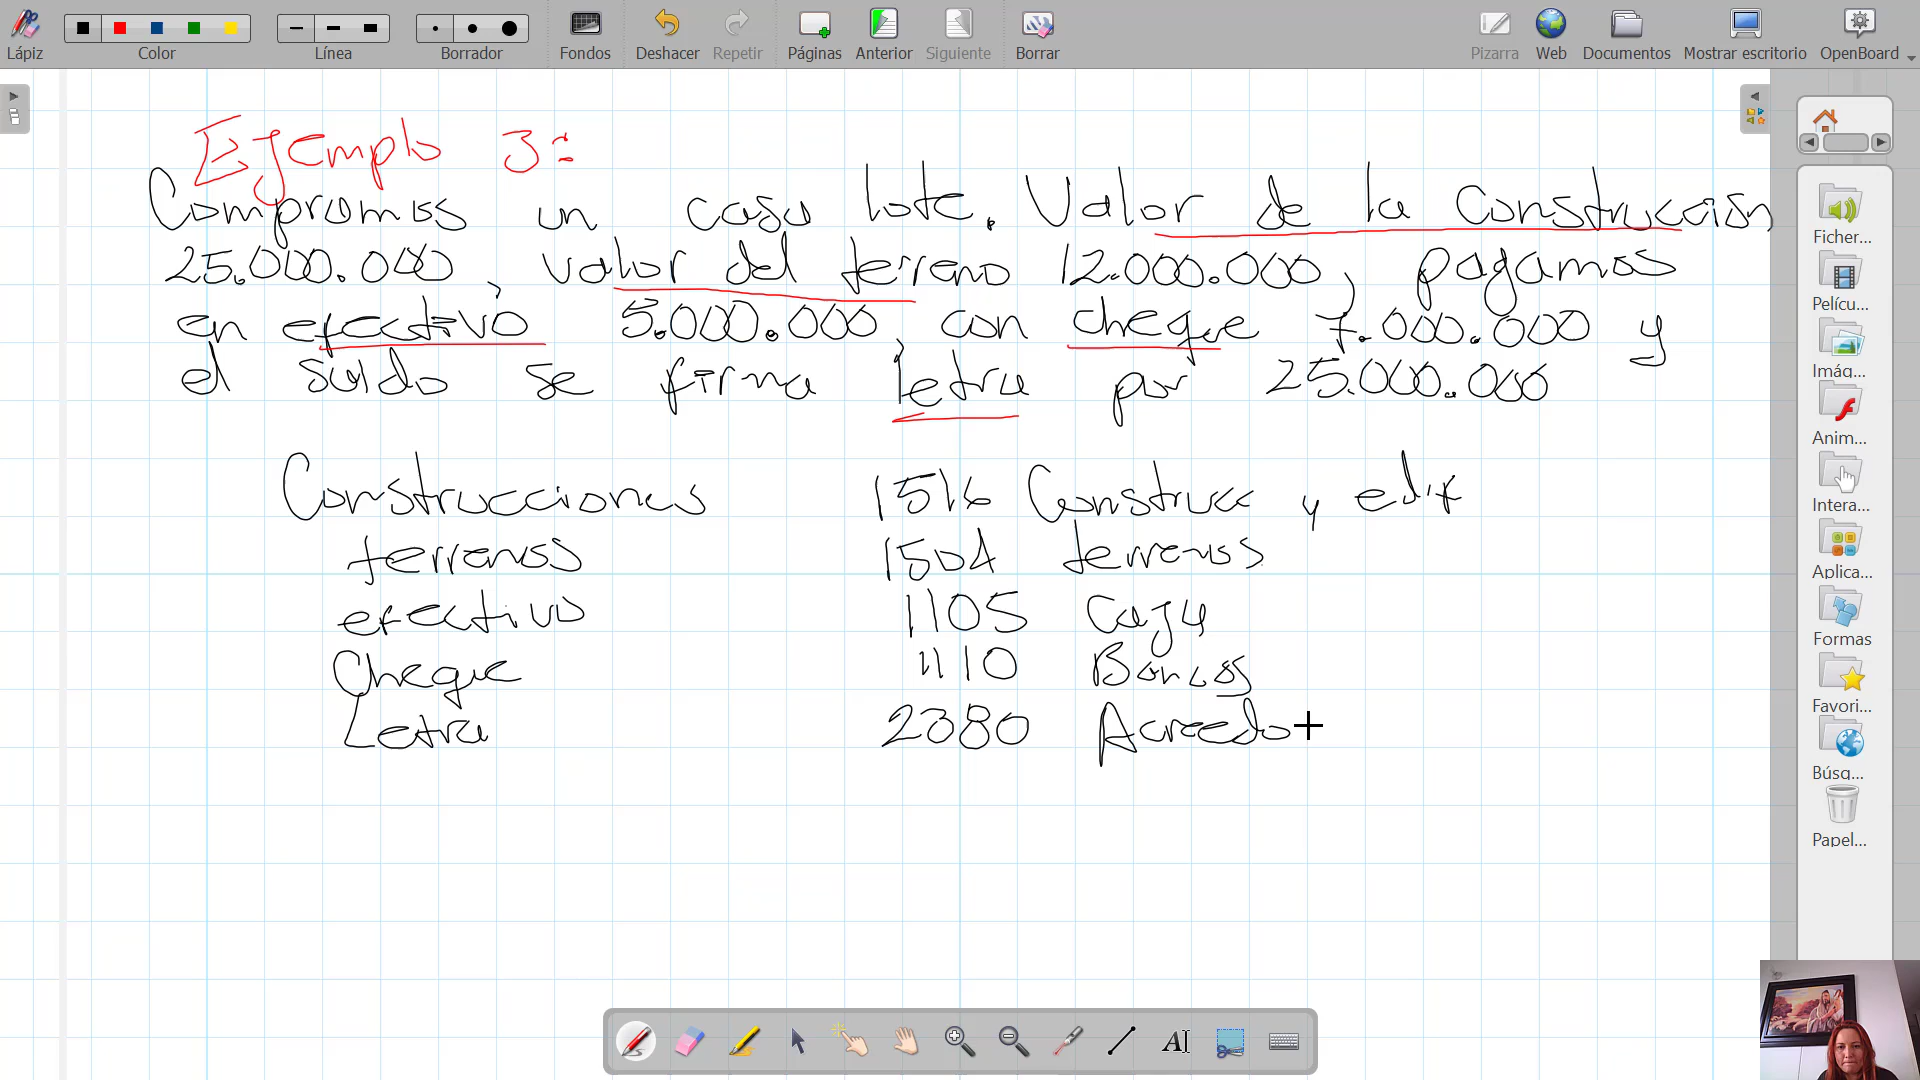 Lápiz Color Línea Borrador Fondos Deshacer Repetir Páginas Anterior Siguiente Borrar Pizarra Web Documentos Mostrar escritorio OpenBoard
Ejemplo 3:
Compramos un casa lote. Valor de la Construcción
25.000.000, valor del terreno 12.000.000, pagamos
en efectivo 5.000.000, con cheque 7.000.000 y
el saldo se firma letra por 25.000.000
Construcciones 1516 Construcc y edif
terrenos 1504 terrenos
efectivo 1105 Caja
Cheque 1110 Bancos
Letra 2380 Acreedo
Ficher...
Películ...
Imág...
Anim...
Intera...
Aplica...
Formas
Favori...
Búsq...
Papel...
AI